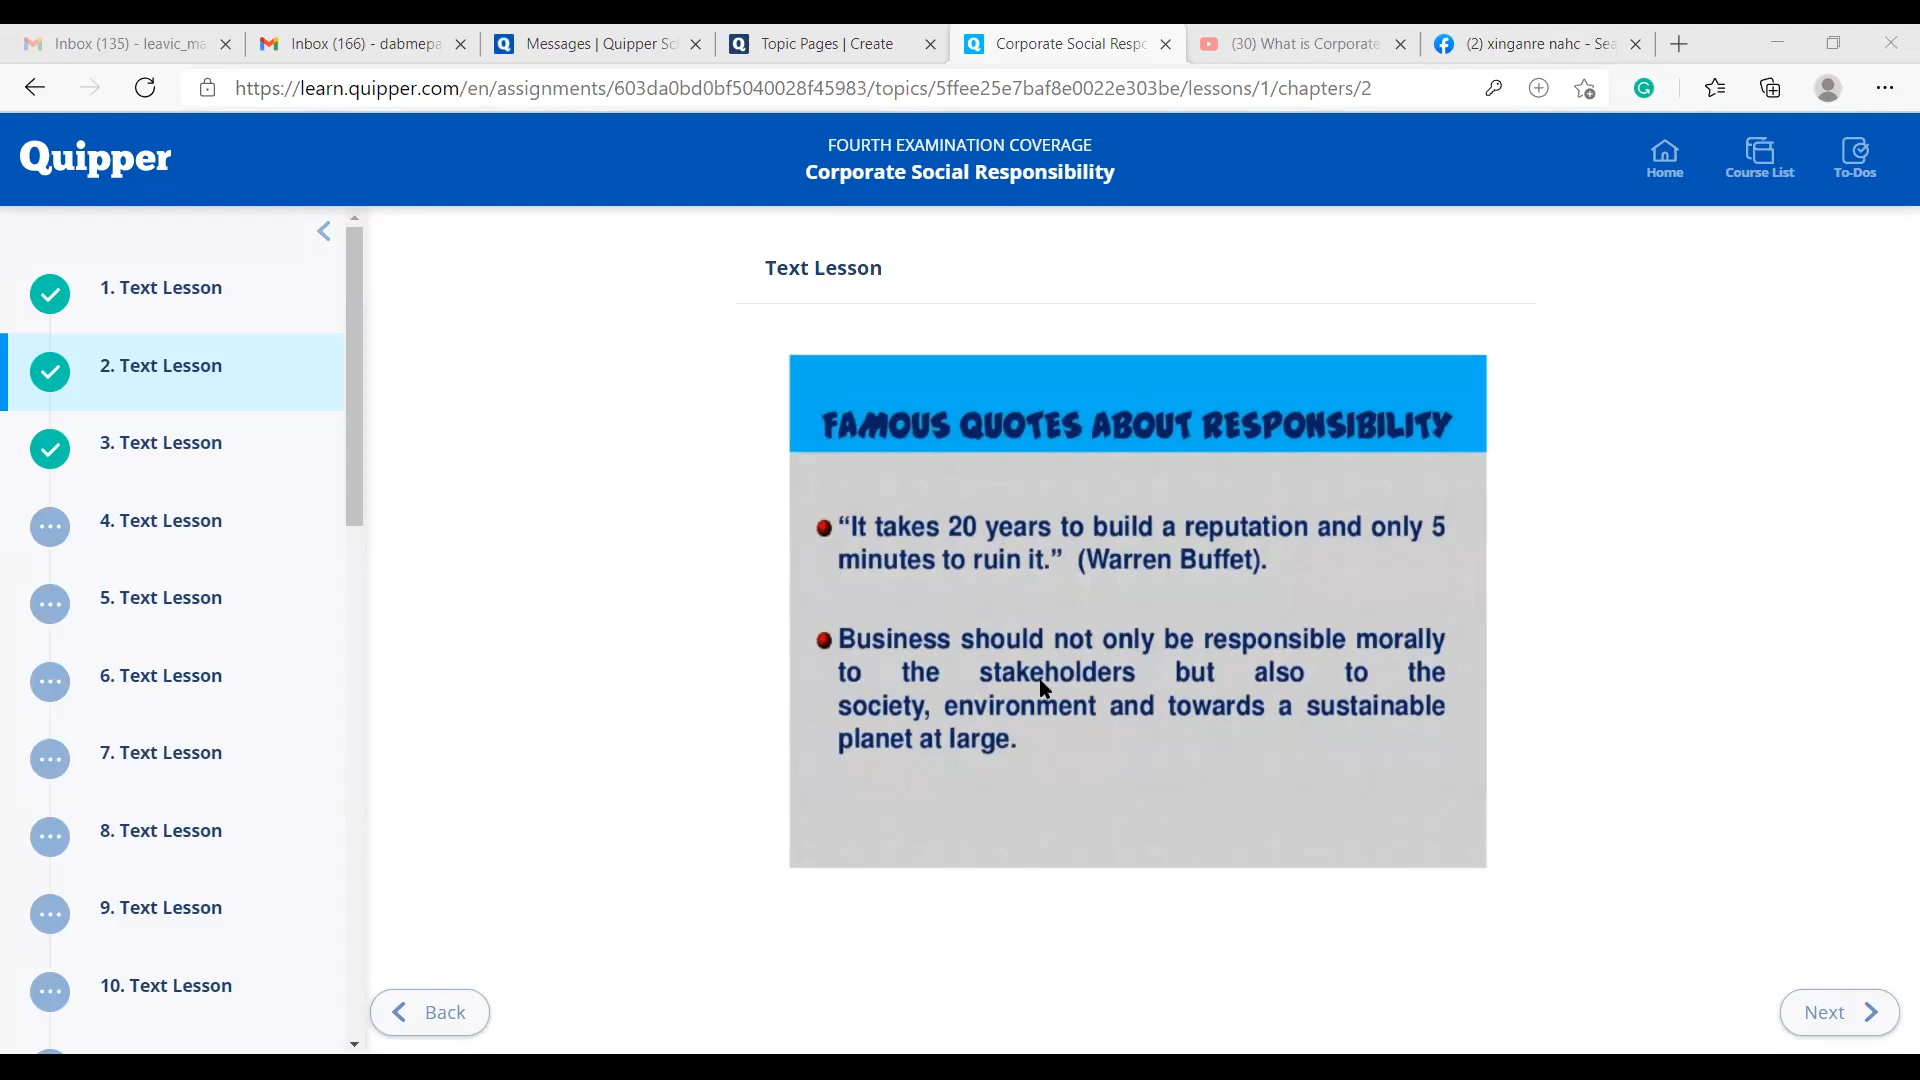 Inbox (135) - leavic_ma
Inbox (166) - dabmepa
Messages | Quipper Sc
Topic Pages | Create
Corporate Social Respo
(30) What is Corporate
(2) xinganre nahc - Sea
https://learn.quipper.com/en/assignments/603da0bd0bf5040028f45983/topics/5ffee25e7baf8e0022e303be/lessons/1/chapters/2
Quipper
FOURTH EXAMINATION COVERAGE
Corporate Social Responsibility
Home
Course List
To-Dos
1. Text Lesson
2. Text Lesson
3. Text Lesson
4. Text Lesson
5. Text Lesson
6. Text Lesson
7. Text Lesson
8. Text Lesson
9. Text Lesson
10. Text Lesson
Text Lesson
FAMOUS QUOTES ABOUT RESPONSIBILITY
“It takes 20 years to build a reputation and only 5
minutes to ruin it.” (Warren Buffet).
Business should not only be responsible morally
to the stakeholders but also to the
society, environment and towards a sustainable
planet at large.
Back
Next